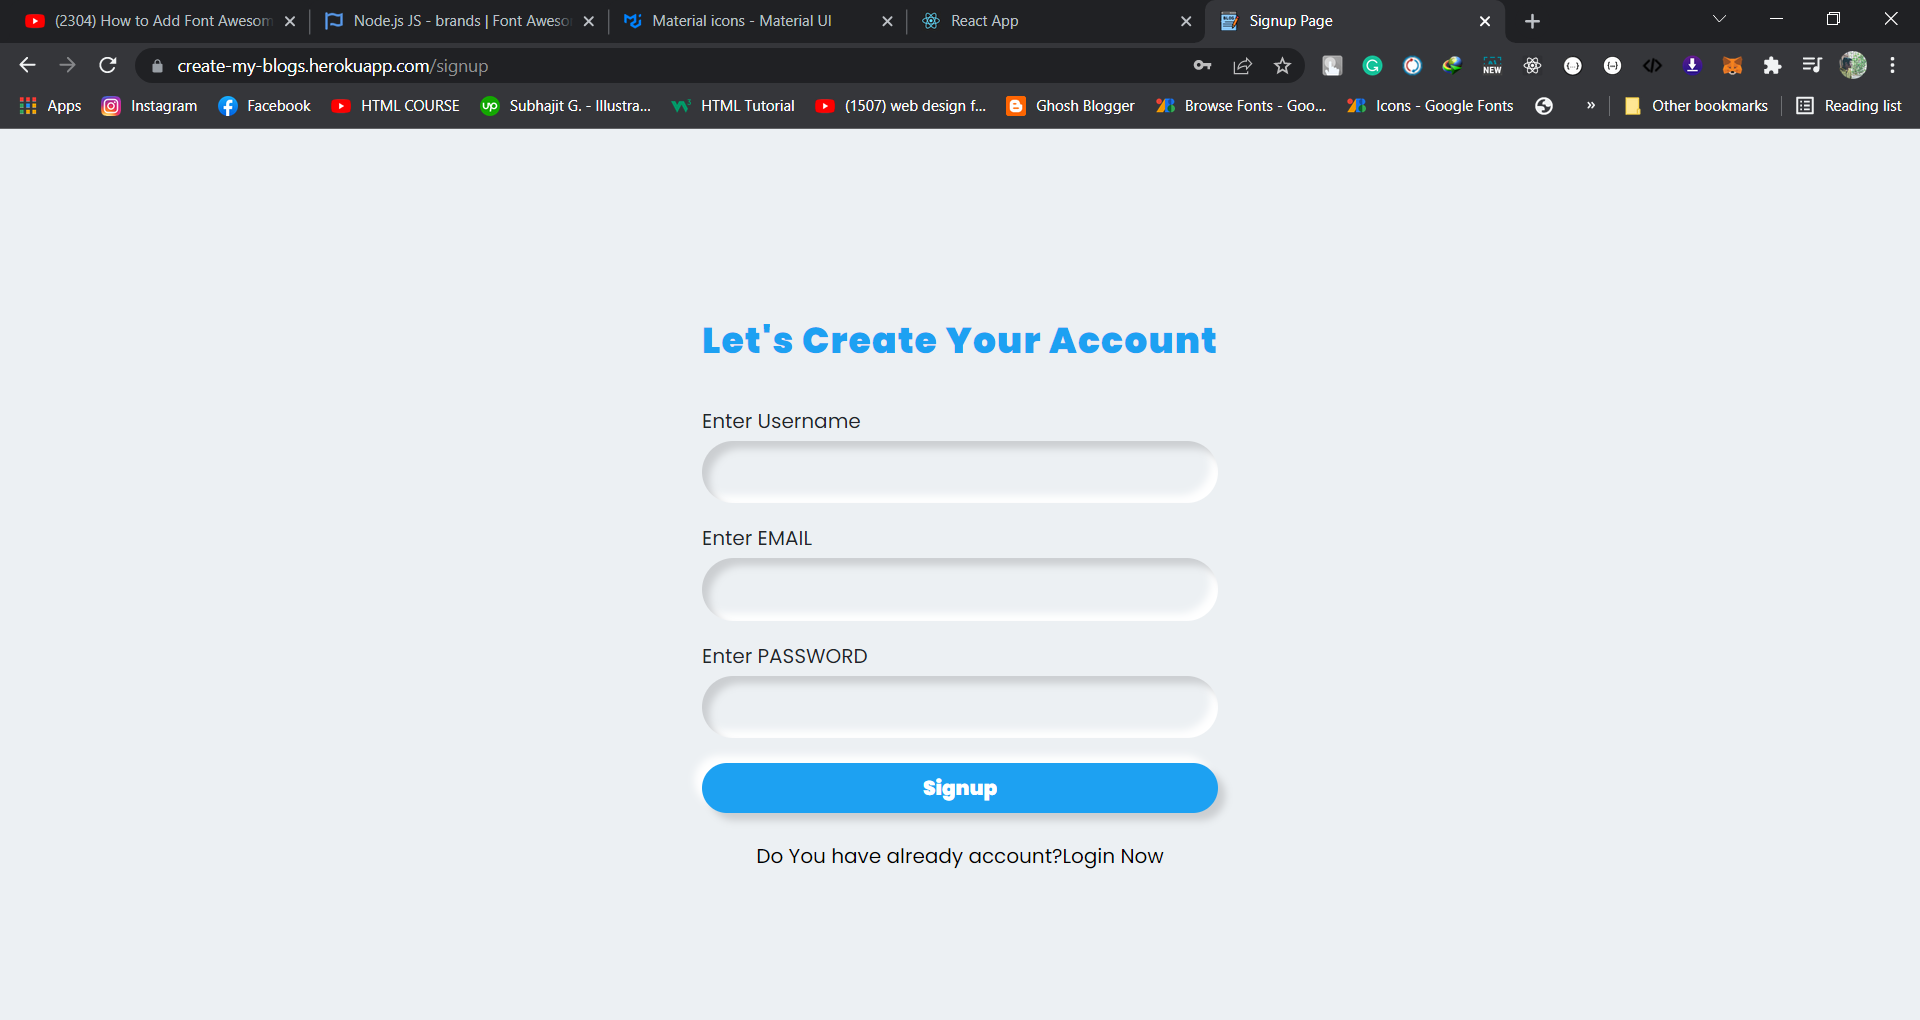 (2304) How to Add Font Awesom
Node.js JS - brands | Font Aweso
Material icons - Material UI
React App
Signup Page
create-my-blogs.herokuapp.com/signup
NEW
Apps
Instagram
Facebook
HTML COURSE
up
Subhajit G. - Illustra...
HTML Tutorial
(1507) web design f...
Ghosh Blogger
Browse Fonts - Goo...
Icons - Google Fonts
»
Other bookmarks
Reading list
Let's Create Your Account
Enter Username
Enter EMAIL
Enter PASSWORD
Signup
Do You have already account?Login Now